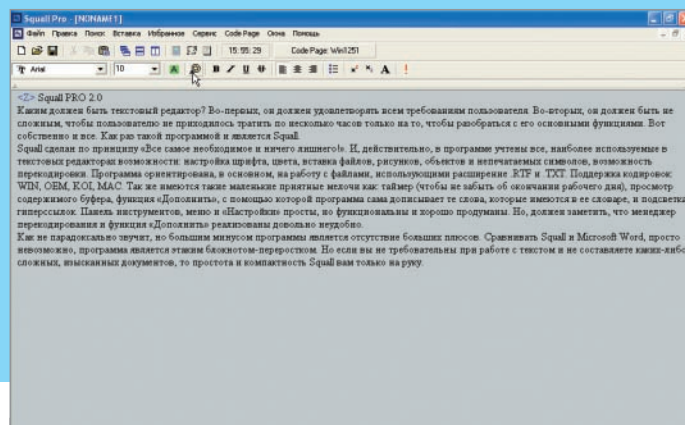 Squall Pro - [NONAME1]
Файл Правка Поиск Вставка Избранное Сервис Code Page Окна Помощь
15:55:29 Code Page: Win1251
Arial 10 A B I U A !
<Z> Squall PRO 2.0
Каким должен быть текстовый редактор? Во-первых, он должен удовлетворять всем требованиям пользователя. Во-вторых, он должен быть не
сложным, чтобы пользователю не приходилось тратить по несколько часов только на то, чтобы разобраться с его основными функциями. Вот
собственно и все. Как раз такой программой и является Squall.
Squall сделан по принципу «Все самое необходимое и ничего лишнего!». И, действительно, в программе учтены все, наиболее используемые в
текстовых редакторах возможности: настройка шрифта, цвета, вставка файлов, рисунков, объектов и непечатаемых символов, возможность
перекодировки. Программа ориентирована, в основном, на работу с файлами, использующими расширение .RTF и .TXT. Поддержка кодировок:
WIN, OEM, KOI, MAC. Так же имеются такие маленькие приятные мелочи как таймер (чтобы не забыть об окончании рабочего дня), просмотр
содержимого буфера, функция «Дополнить», с помощью которой программа сама дописывает те слова, которые имеются в ее словаре, и подсветка
гиперссылок. Панель инструментов, меню и «Настройки» просты, но функциональны и хорошо продуманы. Но, должен заметить, что менеджер
перекодирования и функция «Дополнить» реализованы довольно неудобно.
Как не парадоксально звучит, но большим минусом программы является отсутствие больших плюсов. Сравнивать Squall и Microsoft Word, просто
невозможно, программа является этаким блокнотом-переростком. Но если вы не требовательны при работе с текстом и не составляете каких-либо
сложных, изысканных документов, то простота и компактность Squall вам только на руку.